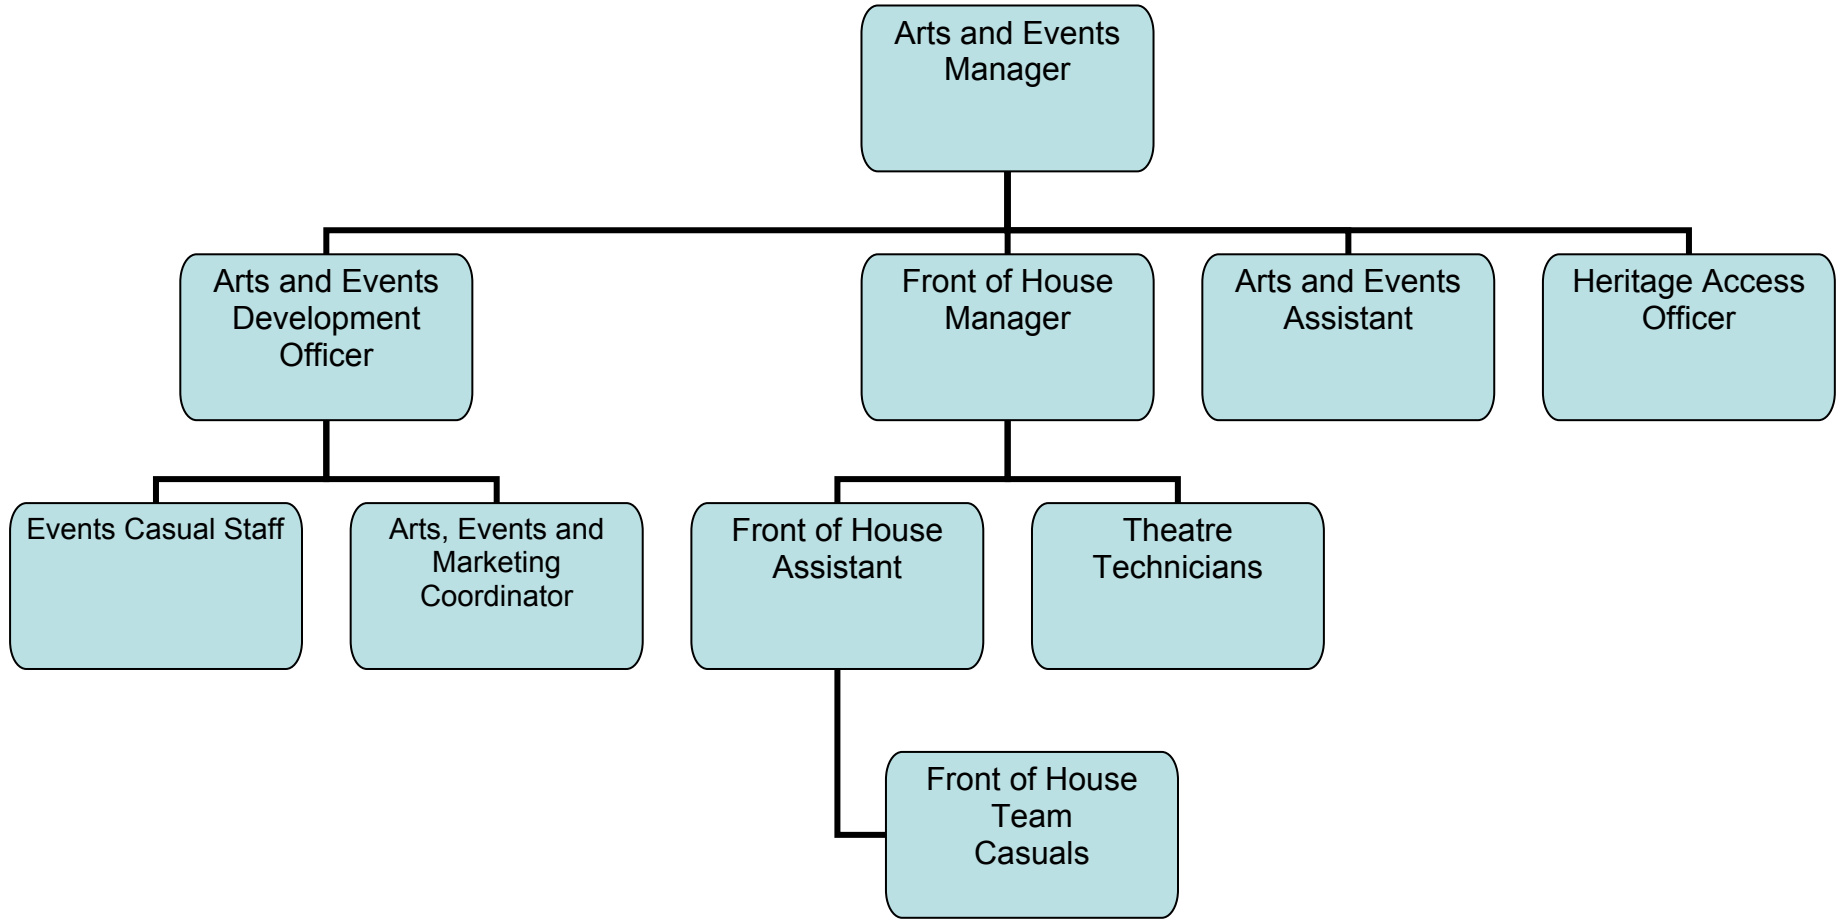 Arts and Events
Manager
Arts and Events
Development
Officer
Front of House
Manager
Arts and Events
Assistant
Heritage Access
Officer
Events Casual Staff
Arts, Events and
Marketing
Coordinator
Front of House
Assistant
Theatre
Technicians
Front of House
Team
Casuals